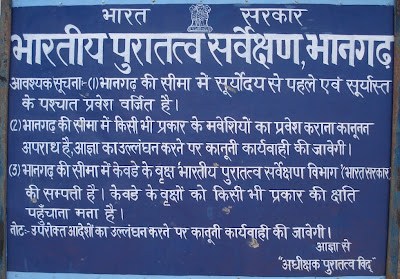 भारत सरकार
भारतीय पुरातत्व सर्वेक्षण, भानगढ़
आवश्यक सूचना:- (1) भानगढ़ की सीमा में सूर्योदय से पहले एवं सूर्यास्त
के पश्चात प्रवेश वर्जित है।
(2) भानगढ़ की सीमा में किसी भी प्रकार के मवेशियों का प्रवेश कराना कानूनन
अपराध है, आज्ञा का उल्लंघन करने पर कानूनी कार्यवाही की जावेगी।
(3) भानगढ़ की सीमा में केवडे के वृक्ष भारतीय पुरातत्व सर्वेक्षण विभाग (भारत सरकार)
की सम्पती है। केवडे के वृक्षों को किसी भी प्रकार की क्षति
पहुँचाना मना है।
नोट:- उपरोक्त आदेशों का उल्लंघन करने पर कानूनी कार्यवाही की जावेगी।
आज्ञा से
"अधीक्षक पुरातत्व विद्"